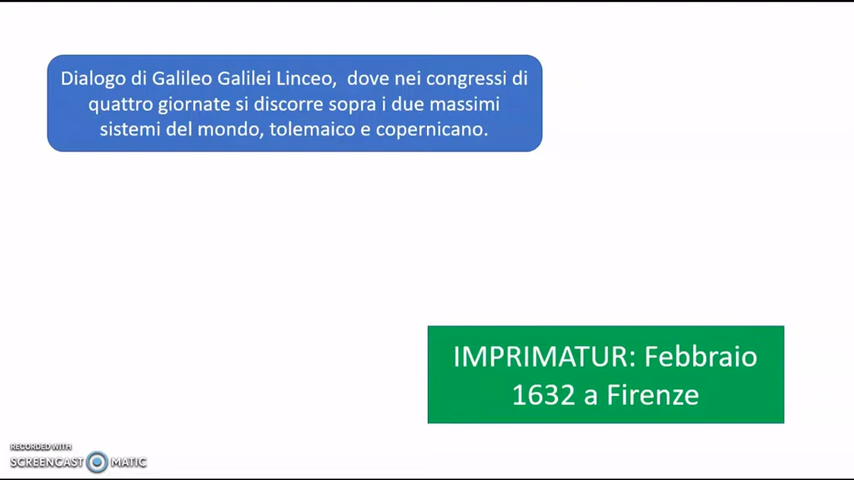 Dialogo di Galileo Galilei Linceo, dove nei congressi di
quattro giornate si discorre sopra i due massimi
sistemi del mondo, tolemaico e copernicano.
IMPRIMATUR: Febbraio
1632 a Firenze
RECORDED WITH
SCREENCAST MATIC